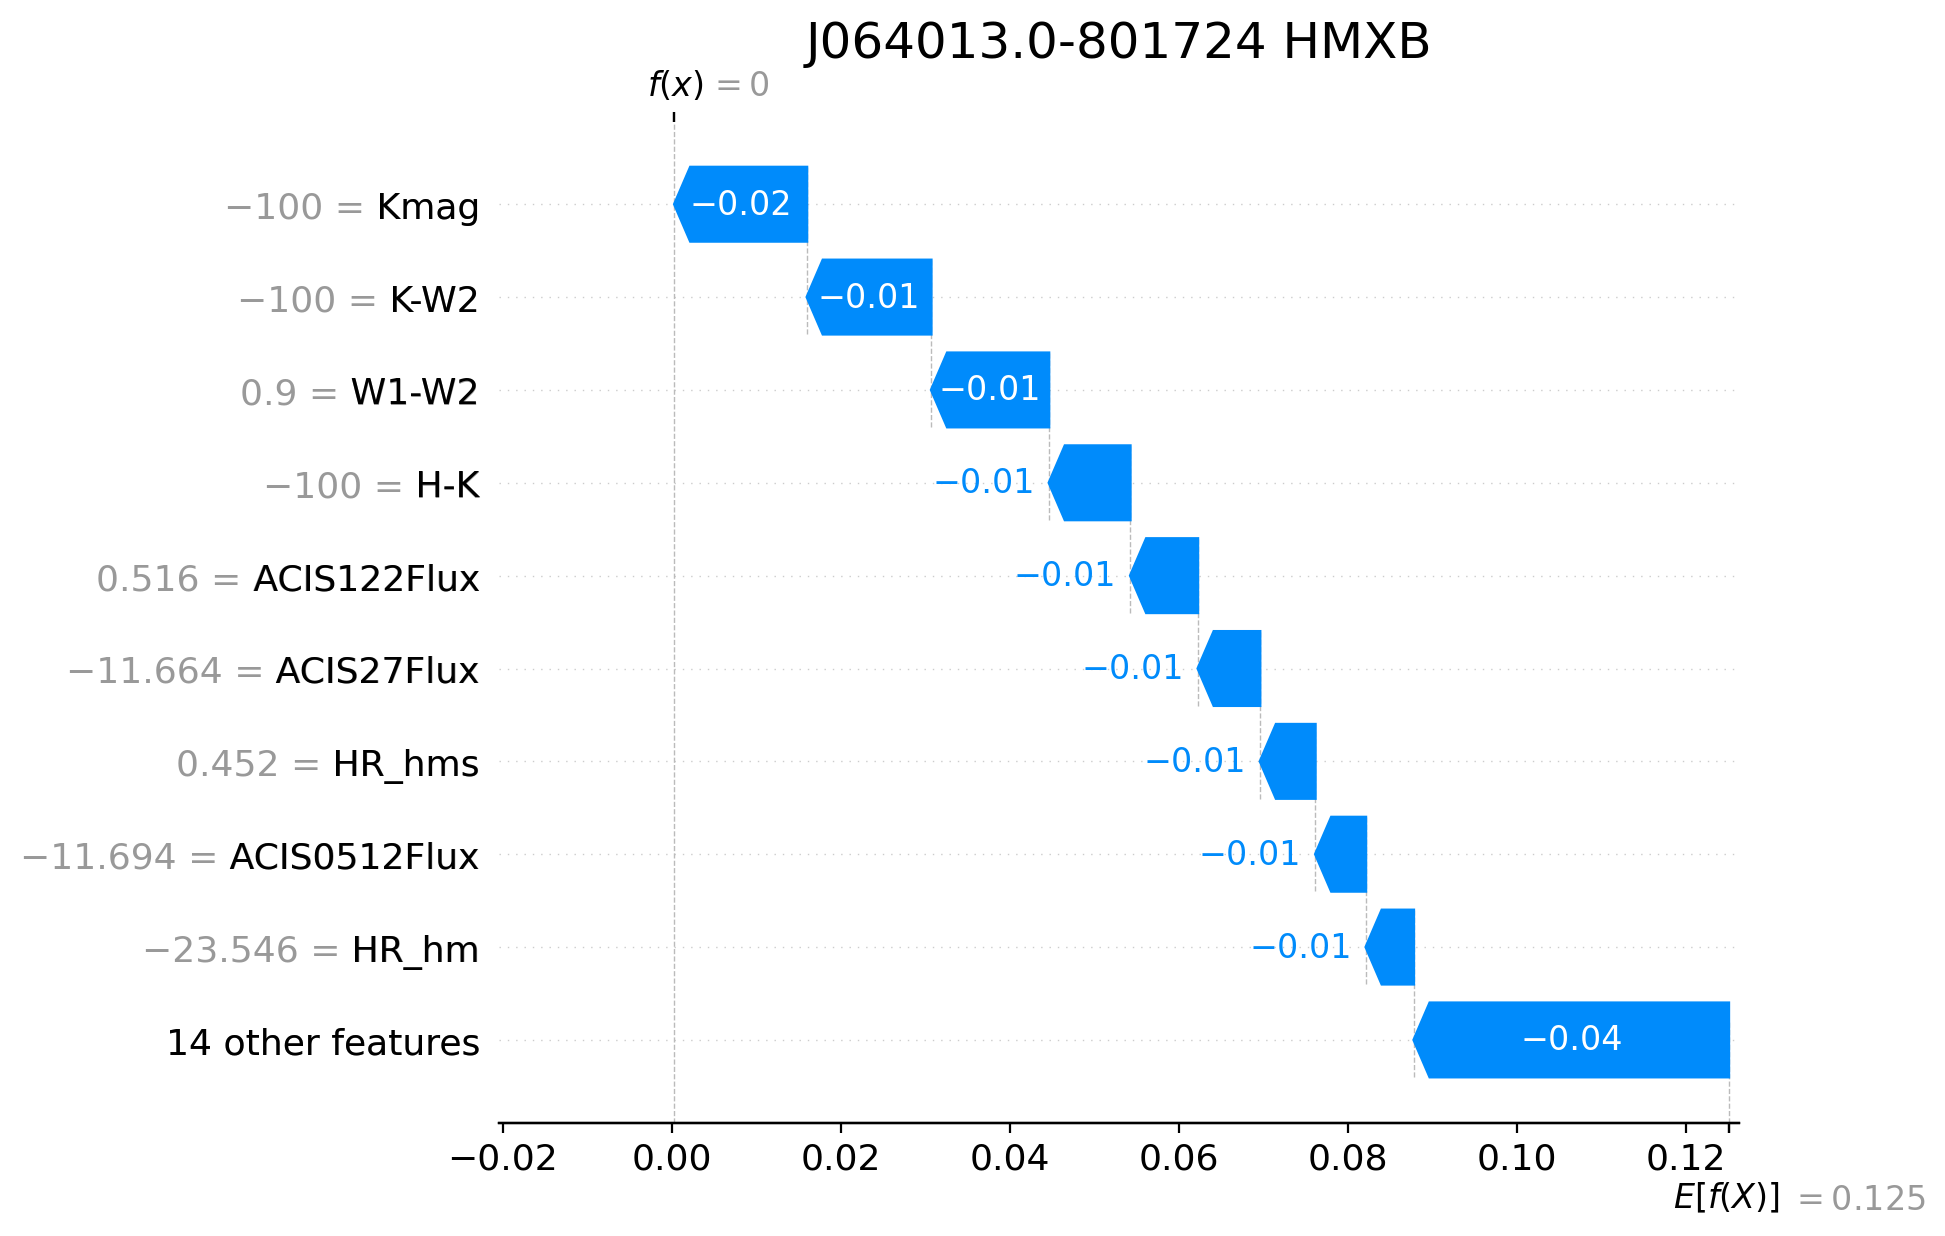 J064013.0-801724 HMXB
f(x) = 0
−100 = Kmag −0.02
−100 = K-W2 −0.01
0.9 = W1-W2 −0.01
−100 = H-K −0.01
0.516 = ACIS122Flux −0.01
−11.664 = ACIS27Flux −0.01
0.452 = HR_hms −0.01
−11.694 = ACIS0512Flux −0.01
−23.546 = HR_hm −0.01
14 other features −0.04
−0.02 0.00 0.02 0.04 0.06 0.08 0.10 0.12
E[f(X)] = 0.125